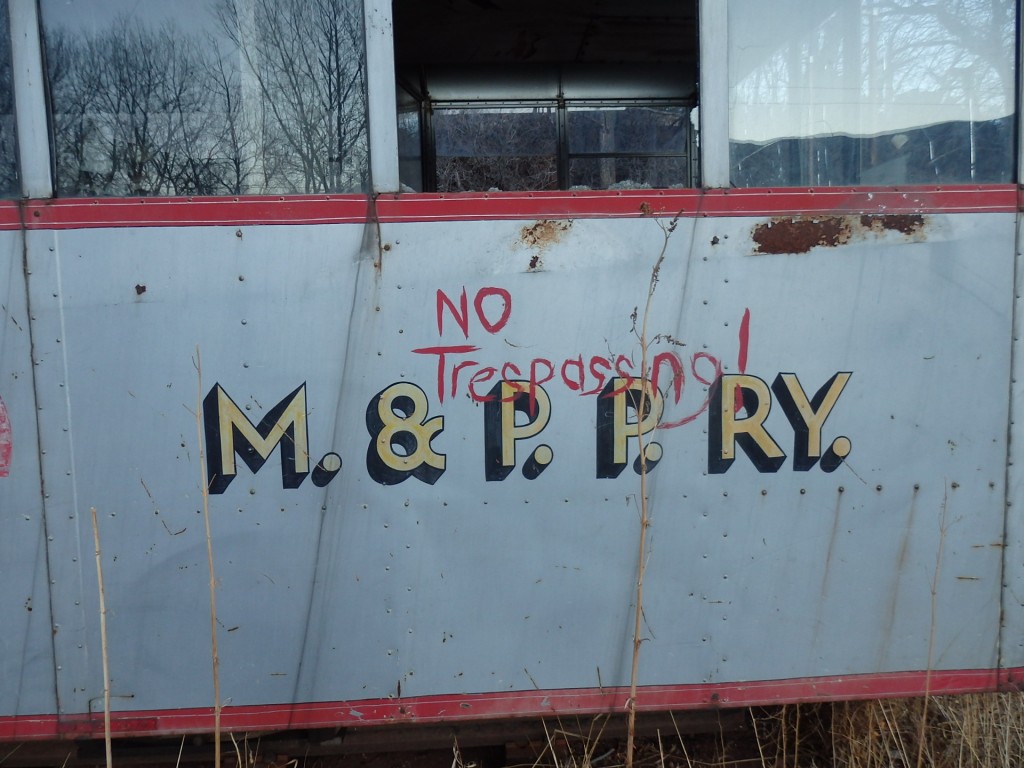 NO
Trespassing!
M. & P. P. RY.